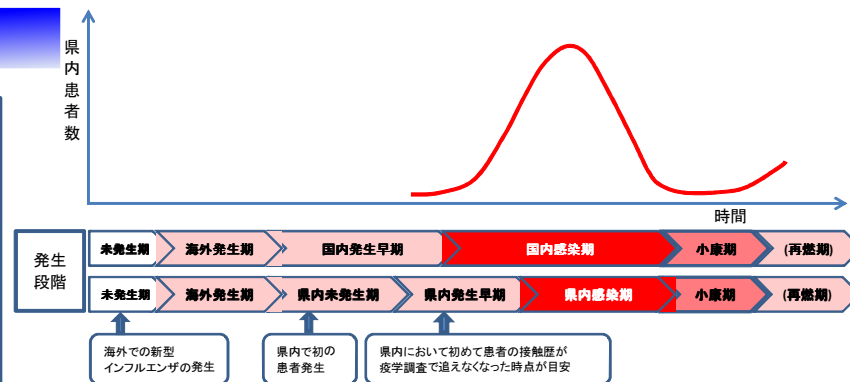 県内患者数
時間
発生
段階
未発生期 海外発生期 国内発生早期 国内感染期 小康期 (再燃期)
未発生期 海外発生期 県内未発生期 県内発生早期 県内感染期 小康期 (再燃期)
海外での新型
インフルエンザの発生
県内で初の
患者発生
県内において初めて患者の接触歴が
疫学調査で追えなくなった時点が目安